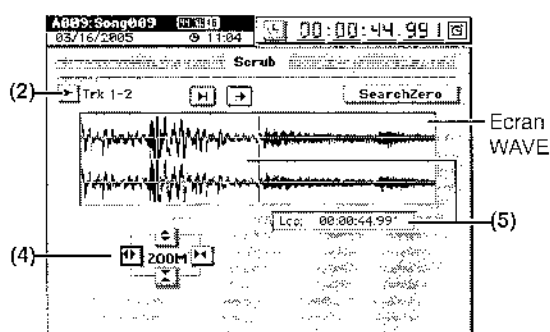 A009:Song009 00:00:44.991
03/16/2005 11:04
Scrub
(2) Trk 1-2 SearchZero
Ecran
WAVE
Loc: 00:00:44.991 (5)
(4) ZOOM